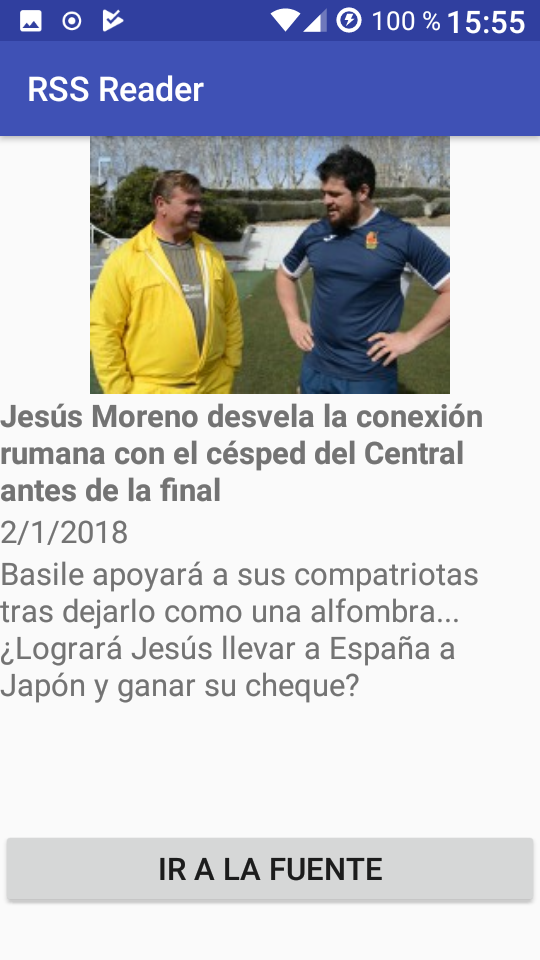 100 % 15:55
RSS Reader
Jesús Moreno desvela la conexión
rumana con el césped del Central
antes de la final
2/1/2018
Basile apoyará a sus compatriotas
tras dejarlo como una alfombra...
¿Logrará Jesús llevar a España a
Japón y ganar su cheque?
IR A LA FUENTE